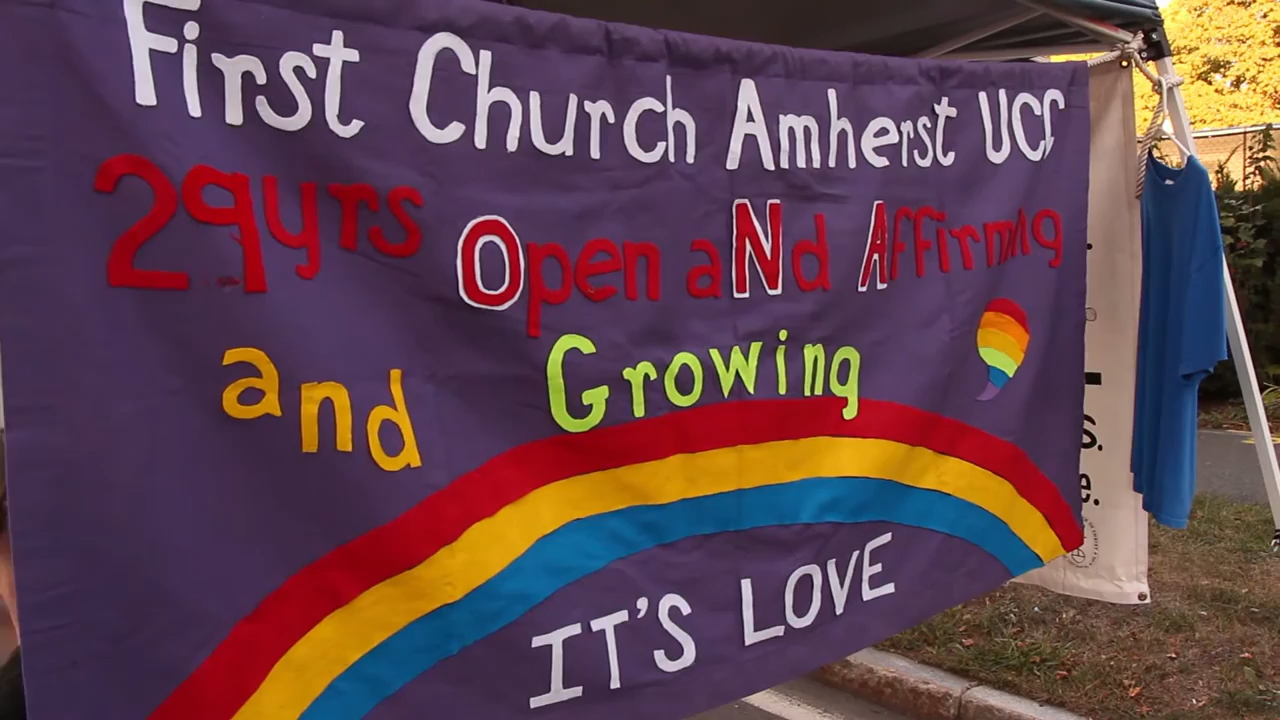 First Church Amherst UCC
29yrs Open aNd Affirming
and Growing
IT'S LOVE
s.
e.